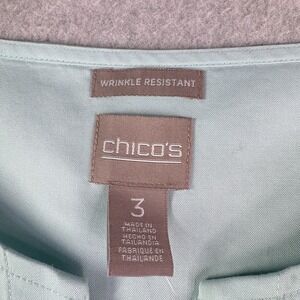 WRINKLE RESISTANT
chico's
3
MADE IN
THAILAND
HECHO EN
TAILANDIA
FABRIQUÉ EN
THAÏLANDE